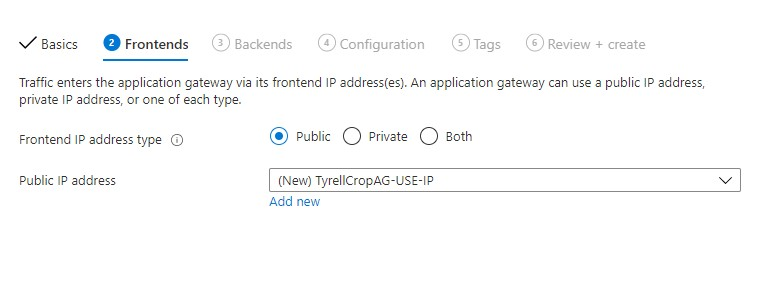 Basics 2 Frontends 3 Backends 4 Configuration 5 Tags 6 Review + create
Traffic enters the application gateway via its frontend IP address(es). An application gateway can use a public IP address,
private IP address, or one of each type.
Frontend IP address type Public Private Both
Public IP address (New) TyrellCropAG-USE-IP
Add new